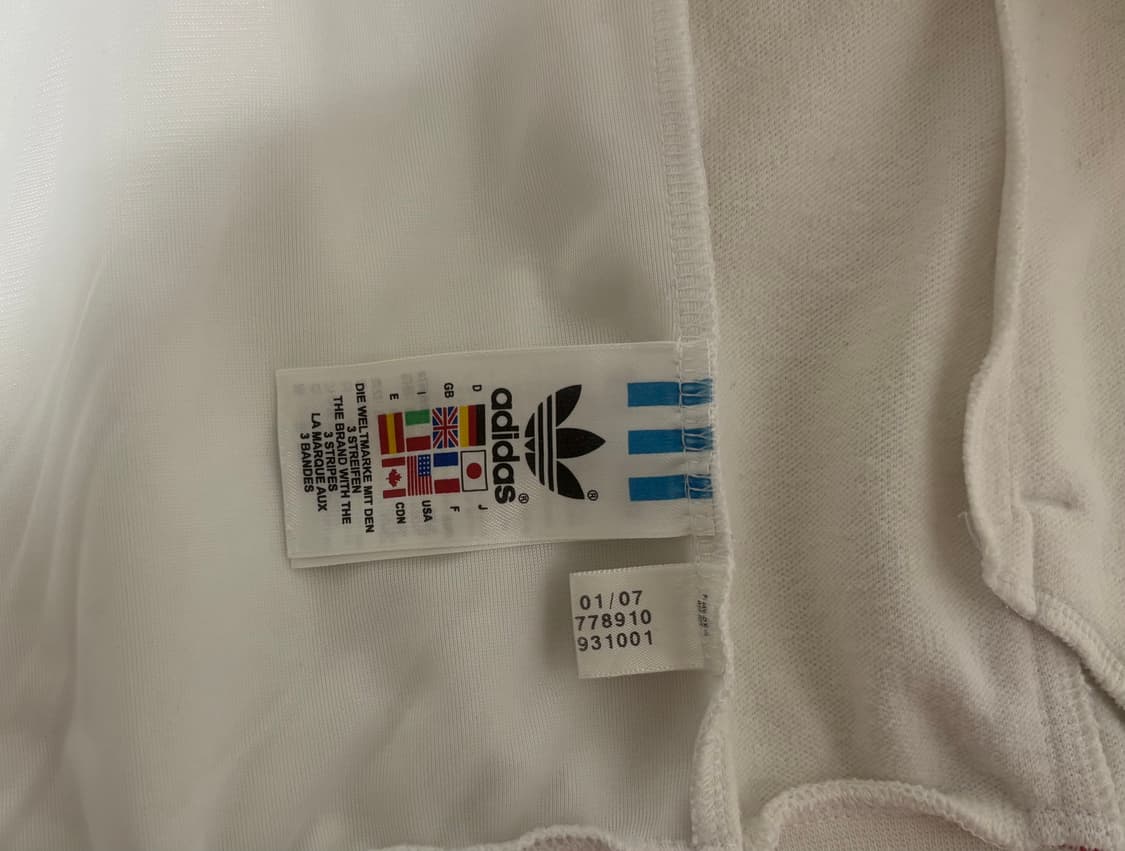 ®
adidas®
D J
GB F
I USA
E CDN
DIE WELTMARKE MIT DEN
3 STREIFEN
THE BRAND WITH THE
3 STRIPES
LA MARQUE AUX
3 BANDES
01/07
778910
931001